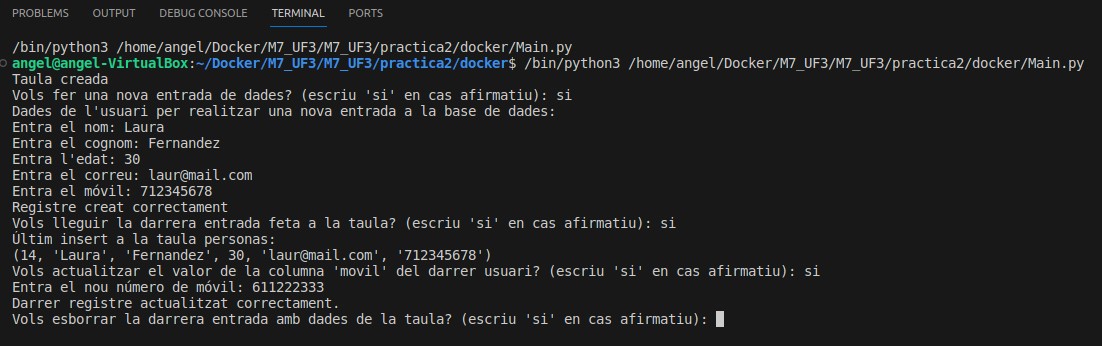 PROBLEMS OUTPUT DEBUG CONSOLE TERMINAL PORTS
/bin/python3 /home/angel/Docker/M7_UF3/M7_UF3/practica2/docker/Main.py
angel@angel-VirtualBox:~/Docker/M7_UF3/M7_UF3/practica2/docker$ /bin/python3 /home/angel/Docker/M7_UF3/M7_UF3/practica2/docker/Main.py
Taula creada
Vols fer una nova entrada de dades? (escriu 'si' en cas afirmatiu): si
Dades de l'usuari per realitzar una nova entrada a la base de dades:
Entra el nom: Laura
Entra el cognom: Fernandez
Entra l'edat: 30
Entra el correu: laur@mail.com
Entra el móvil: 712345678
Registre creat correctament
Vols lleguir la darrera entrada feta a la taula? (escriu 'si' en cas afirmatiu): si
Últim insert a la taula personas:
(14, 'Laura', 'Fernandez', 30, 'laur@mail.com', '712345678')
Vols actualitzar el valor de la columna 'movil' del darrer usuari? (escriu 'si' en cas afirmatiu): si
Entra el nou número de móvil: 611222333
Darrer registre actualitzat correctament.
Vols esborrar la darrera entrada amb dades de la taula? (escriu 'si' en cas afirmatiu):